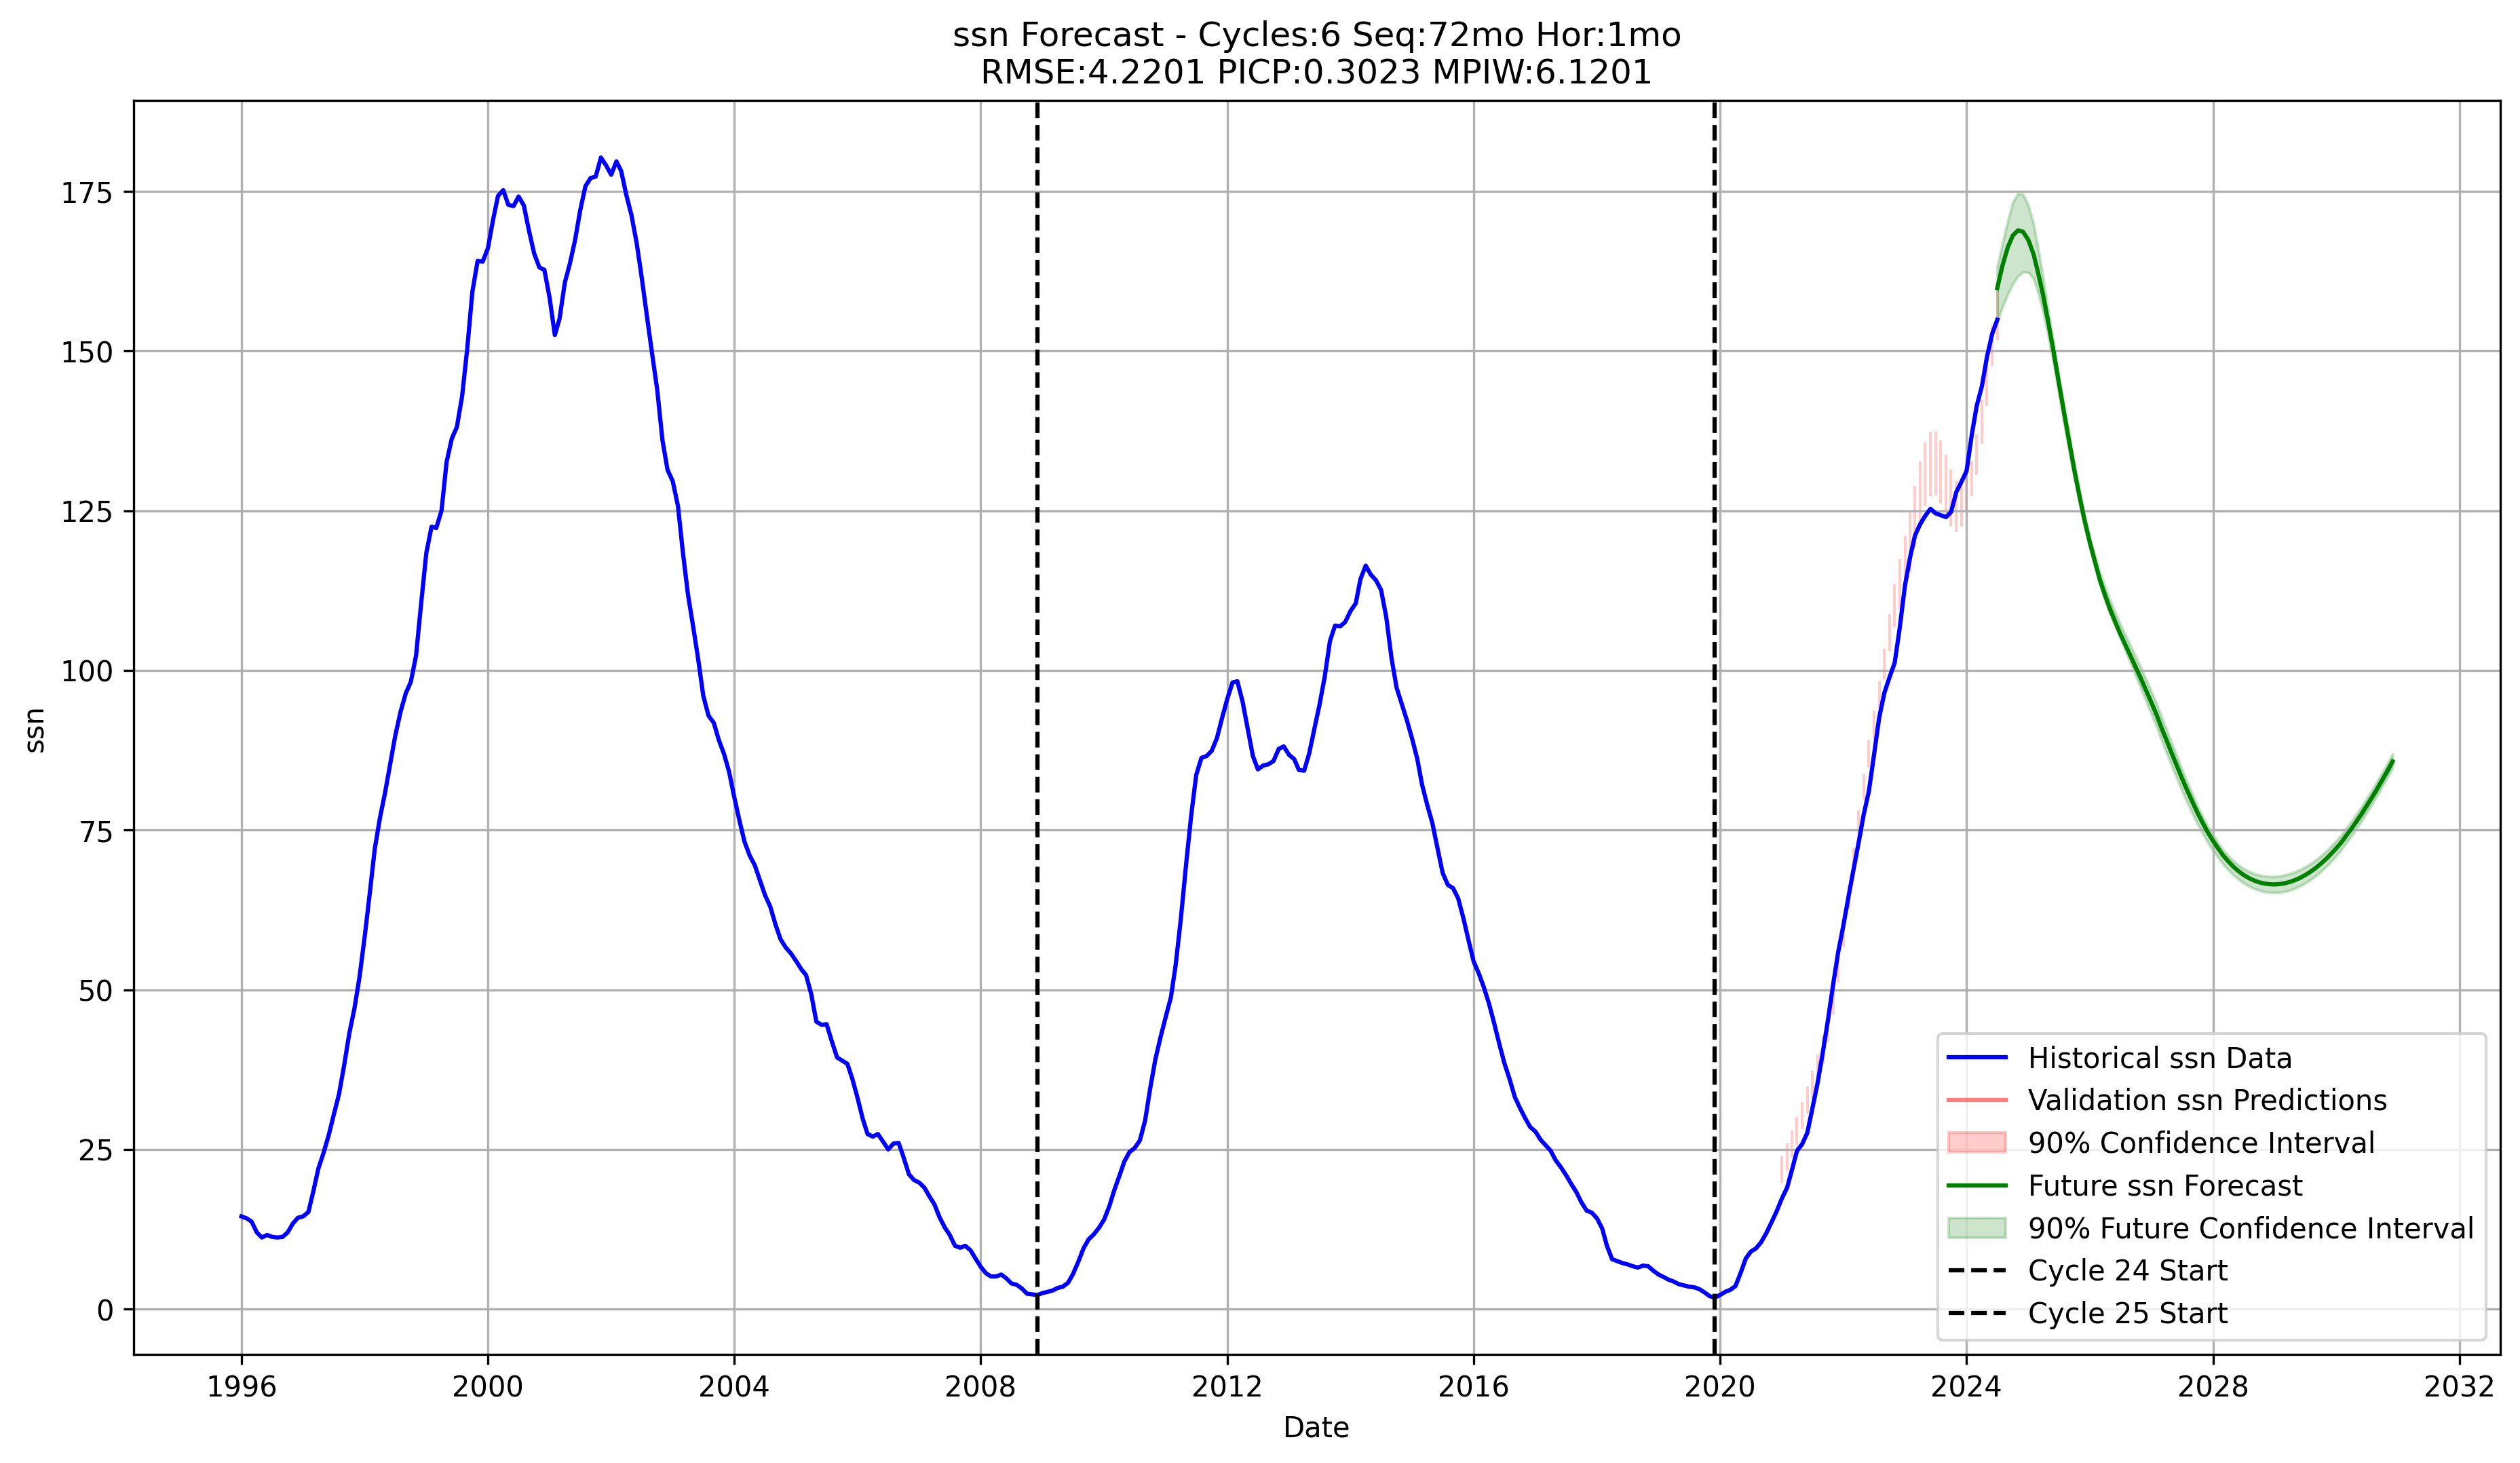 ssn Forecast - Cycles:6 Seq:72mo Hor:1mo
RMSE:4.2201 PICP:0.3023 MPIW:6.1201
175
150
125
100
75
50
25
0
ssn
1996 2000 2004 2008 2012 2016 2020 2024 2028 2032
Date
Historical ssn Data
Validation ssn Predictions
90% Confidence Interval
Future ssn Forecast
90% Future Confidence Interval
Cycle 24 Start
Cycle 25 Start